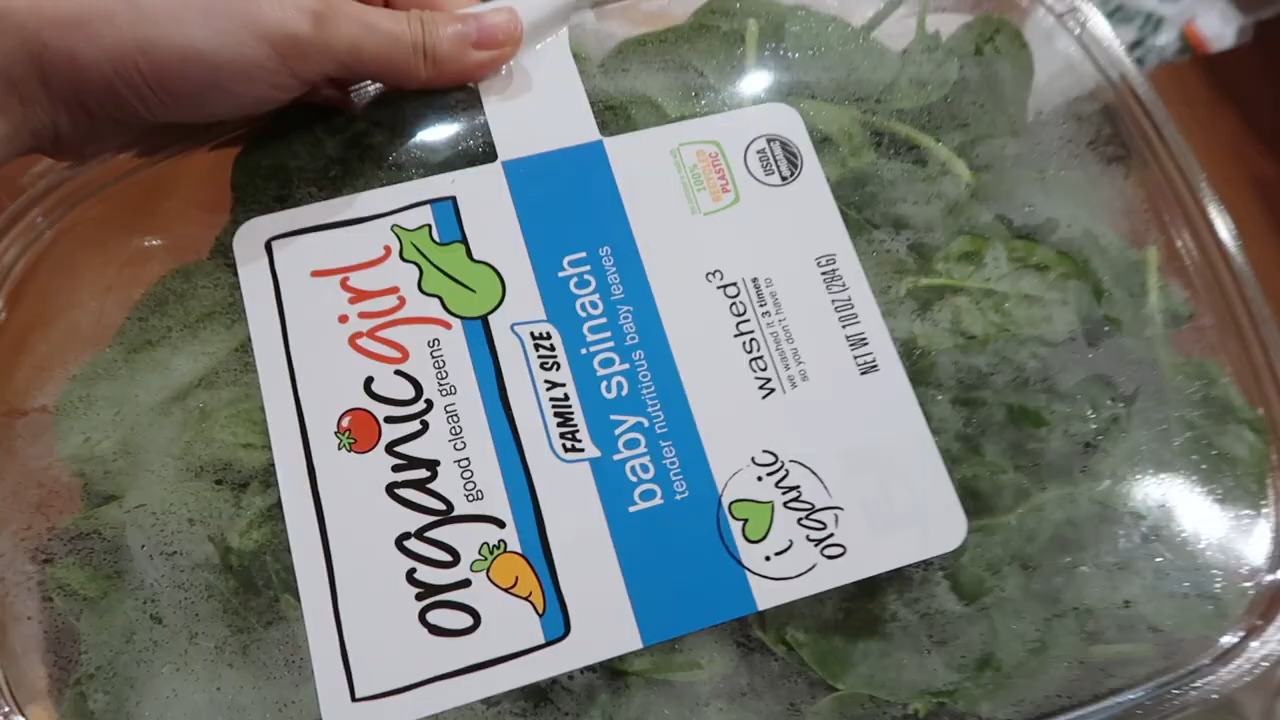 organicgirl
good clean greens
FAMILY SIZE
baby spinach
tender nutritious baby leaves
i
organic
washed³
we washed it 3 times
so you don't have to
NET WT 10 OZ (284G)
100%
RECYCLED
PLASTIC
USDA
ORGANIC